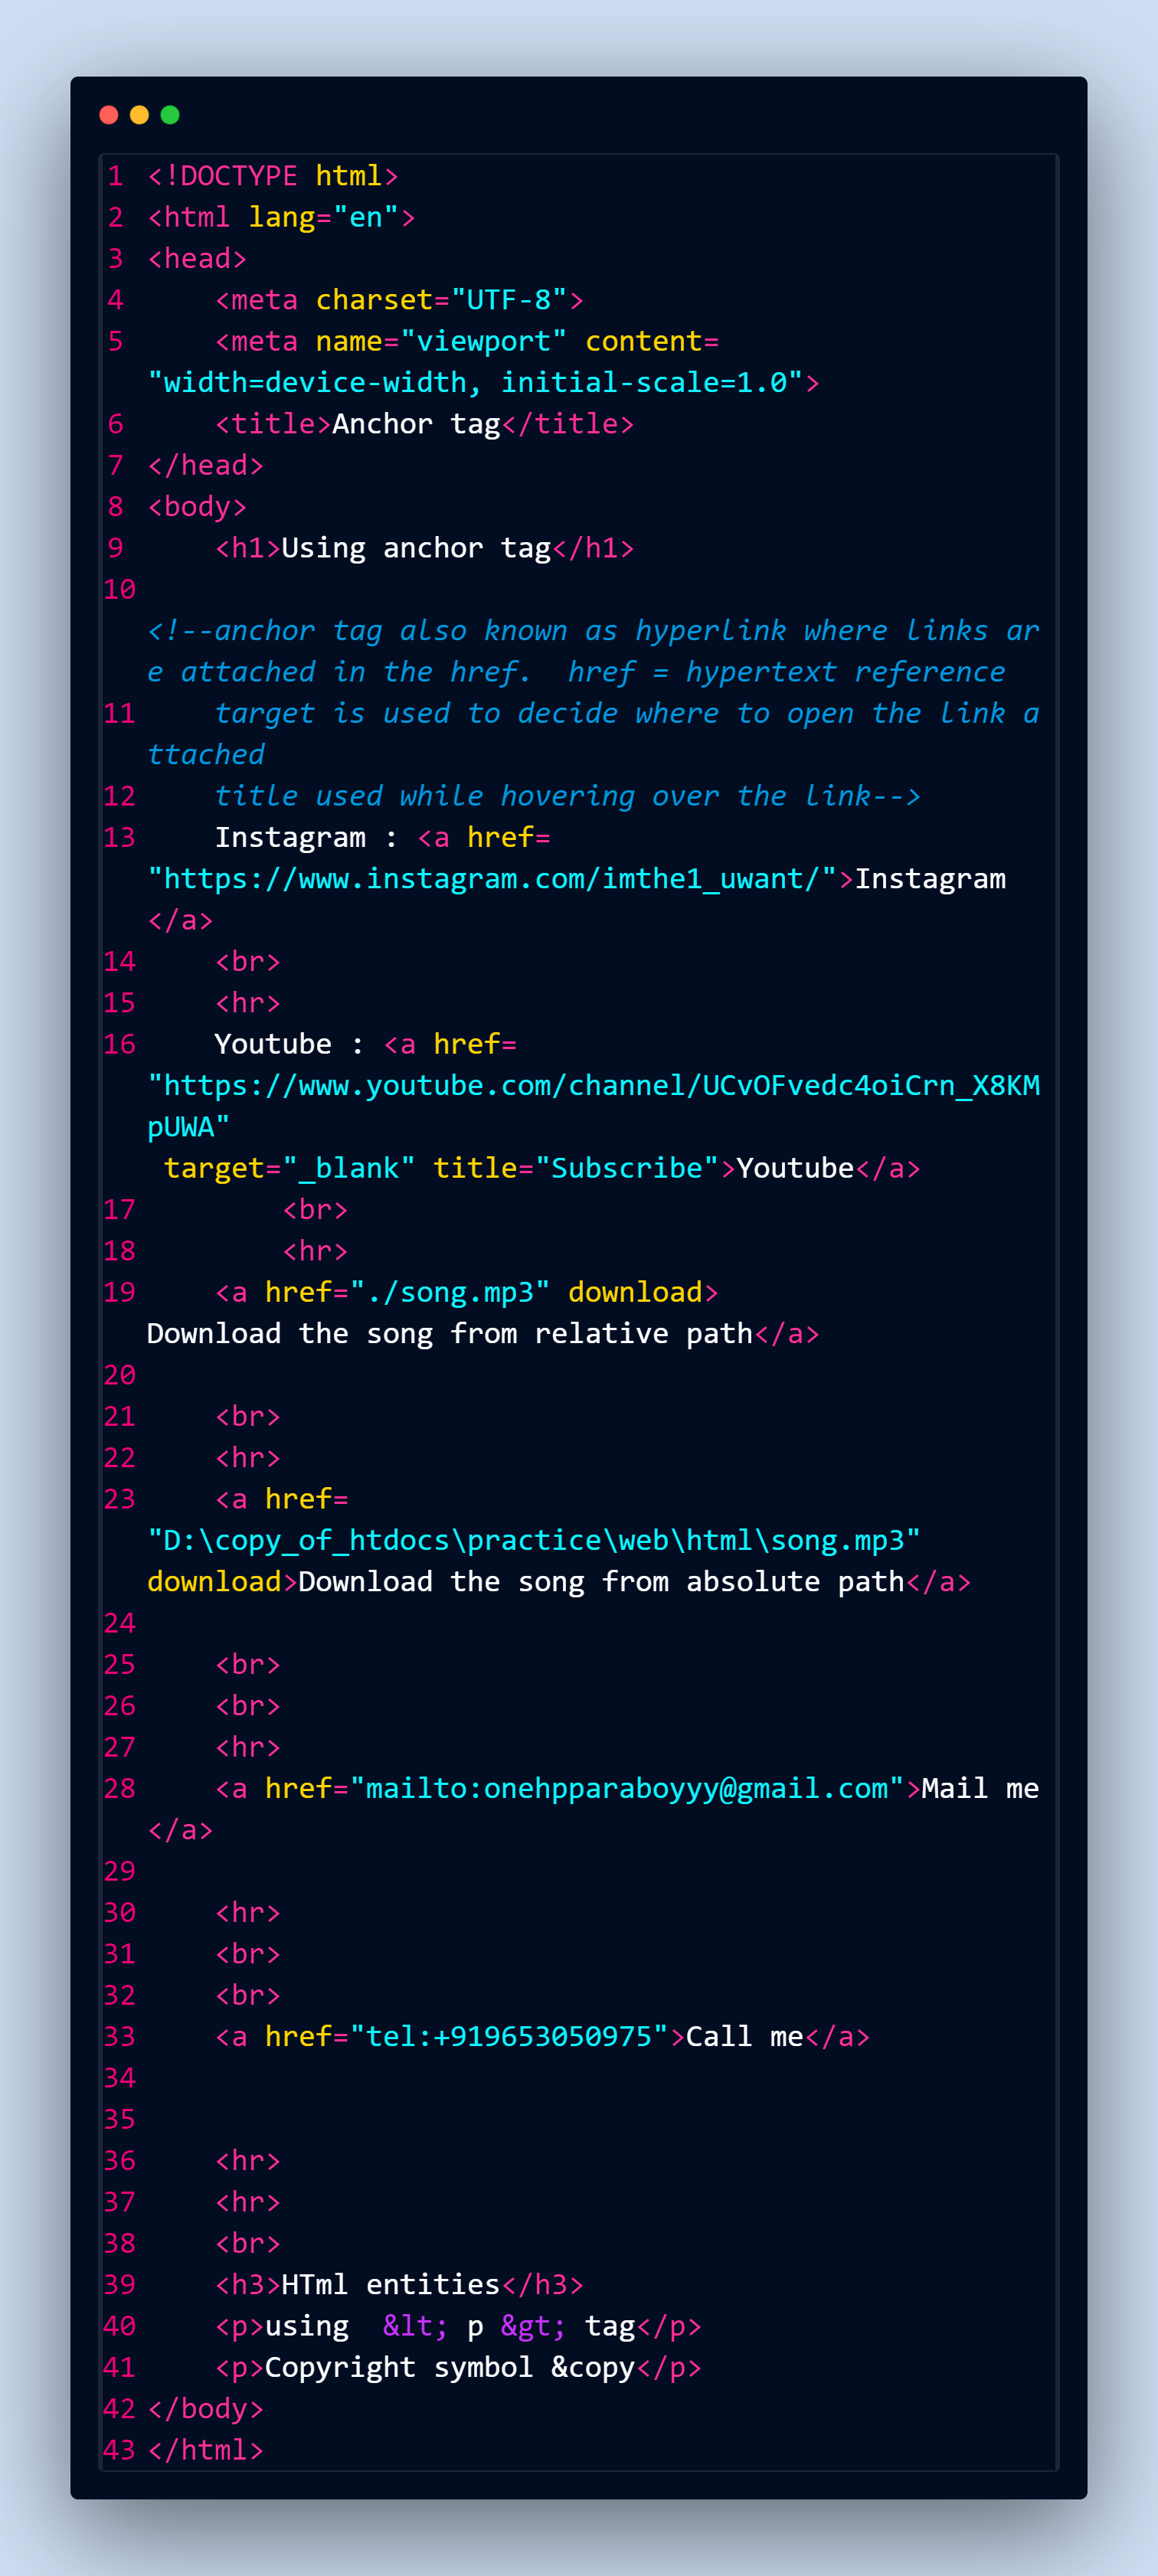 1 <!DOCTYPE html>
2 <html lang="en">
3 <head>
4     <meta charset="UTF-8">
5     <meta name="viewport" content=
"width=device-width, initial-scale=1.0">
6     <title>Anchor tag</title>
7 </head>
8 <body>
9     <h1>Using anchor tag</h1>
10
<!--anchor tag also known as hyperlink where links ar
e attached in the href.  href = hypertext reference
11     target is used to decide where to open the link a
ttached
12     title used while hovering over the link-->
13     Instagram : <a href=
"https://www.instagram.com/imthe1_uwant/">Instagram
</a>
14     <br>
15     <hr>
16     Youtube : <a href=
"https://www.youtube.com/channel/UCvOFvedc4oiCrn_X8KM
pUWA"
 target="_blank" title="Subscribe">Youtube</a>
17         <br>
18         <hr>
19     <a href="./song.mp3" download>
Download the song from relative path</a>
20
21     <br>
22     <hr>
23     <a href=
"D:\copy_of_htdocs\practice\web\html\song.mp3"
download>Download the song from absolute path</a>
24
25     <br>
26     <br>
27     <hr>
28     <a href="mailto:onehpparaboyyy@gmail.com">Mail me
</a>
29
30     <hr>
31     <br>
32     <br>
33     <a href="tel:+919653050975">Call me</a>
34
35
36     <hr>
37     <hr>
38     <br>
39     <h3>HTml entities</h3>
40     <p>using  &lt; p &gt; tag</p>
41     <p>Copyright symbol &copy</p>
42 </body>
43 </html>